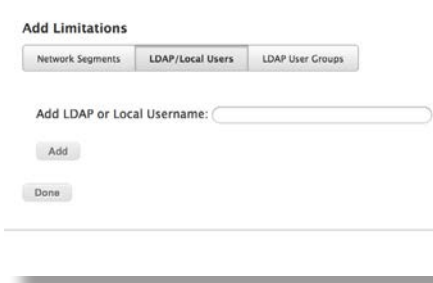 Add Limitations
Network Segments LDAP/Local Users LDAP User Groups
Add LDAP or Local Username:
Add
Done